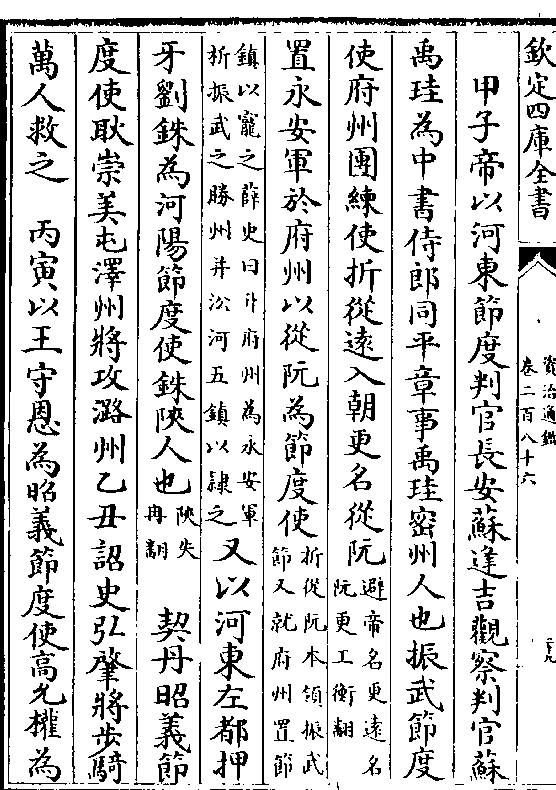 欽定四庫全書
資治通鑑
卷二百八十六
甲子帝以河東節度判官長安蘇逢吉觀察判官蘇
禹珪為中書侍郎同平章事禹珪密州人也振武節度
使府州團練使折從遠入朝更名從阮避帝名更遠名阮更工衡翻
置永安軍於府州以從阮為節度使折從阮本領振武節又就府州置節
鎮以寵之薛史曰升府州為永安軍析振武之勝州并沿河五鎮以隷之又以河東左都押
牙劉銖為河陽節度使銖陜人也陜失冉翻 契丹昭義節
度使耿崇美屯澤州將攻潞州乙丑詔史弘肇將步騎
萬人救之 丙寅以王守恩為昭義節度使高允權為